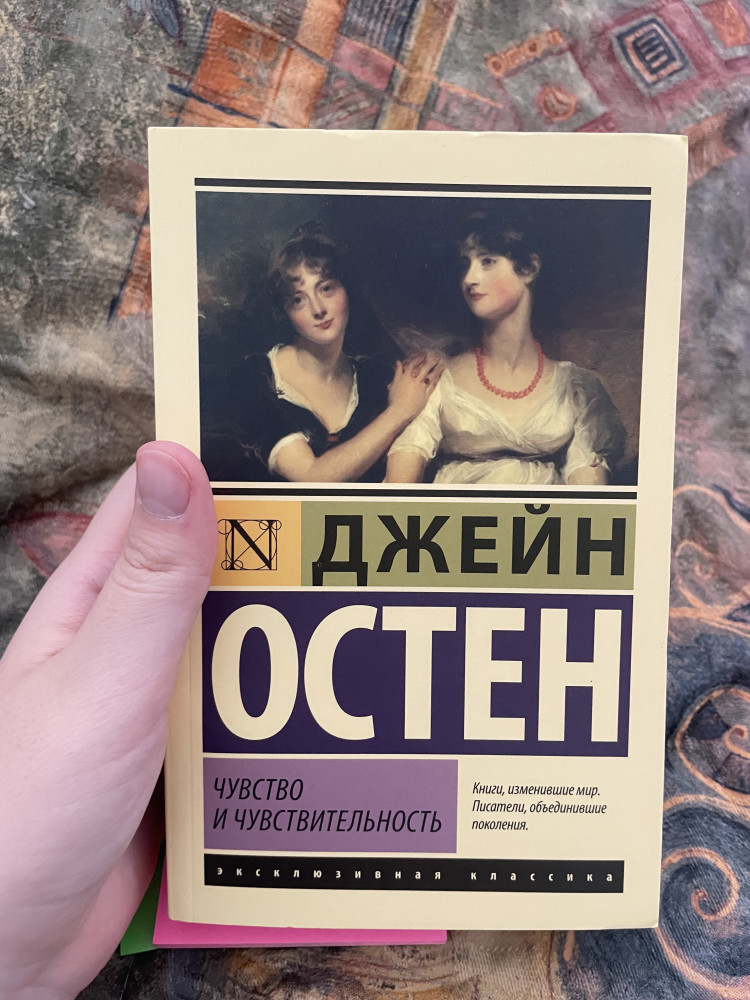 N ДЖЕЙН
ОСТЕН
ЧУВСТВО
И ЧУВСТВИТЕЛЬНОСТЬ
Книги, изменившие мир.
Писатели, объединившие
поколения.
ЭКСКЛЮЗИВНАЯ КЛАССИКА